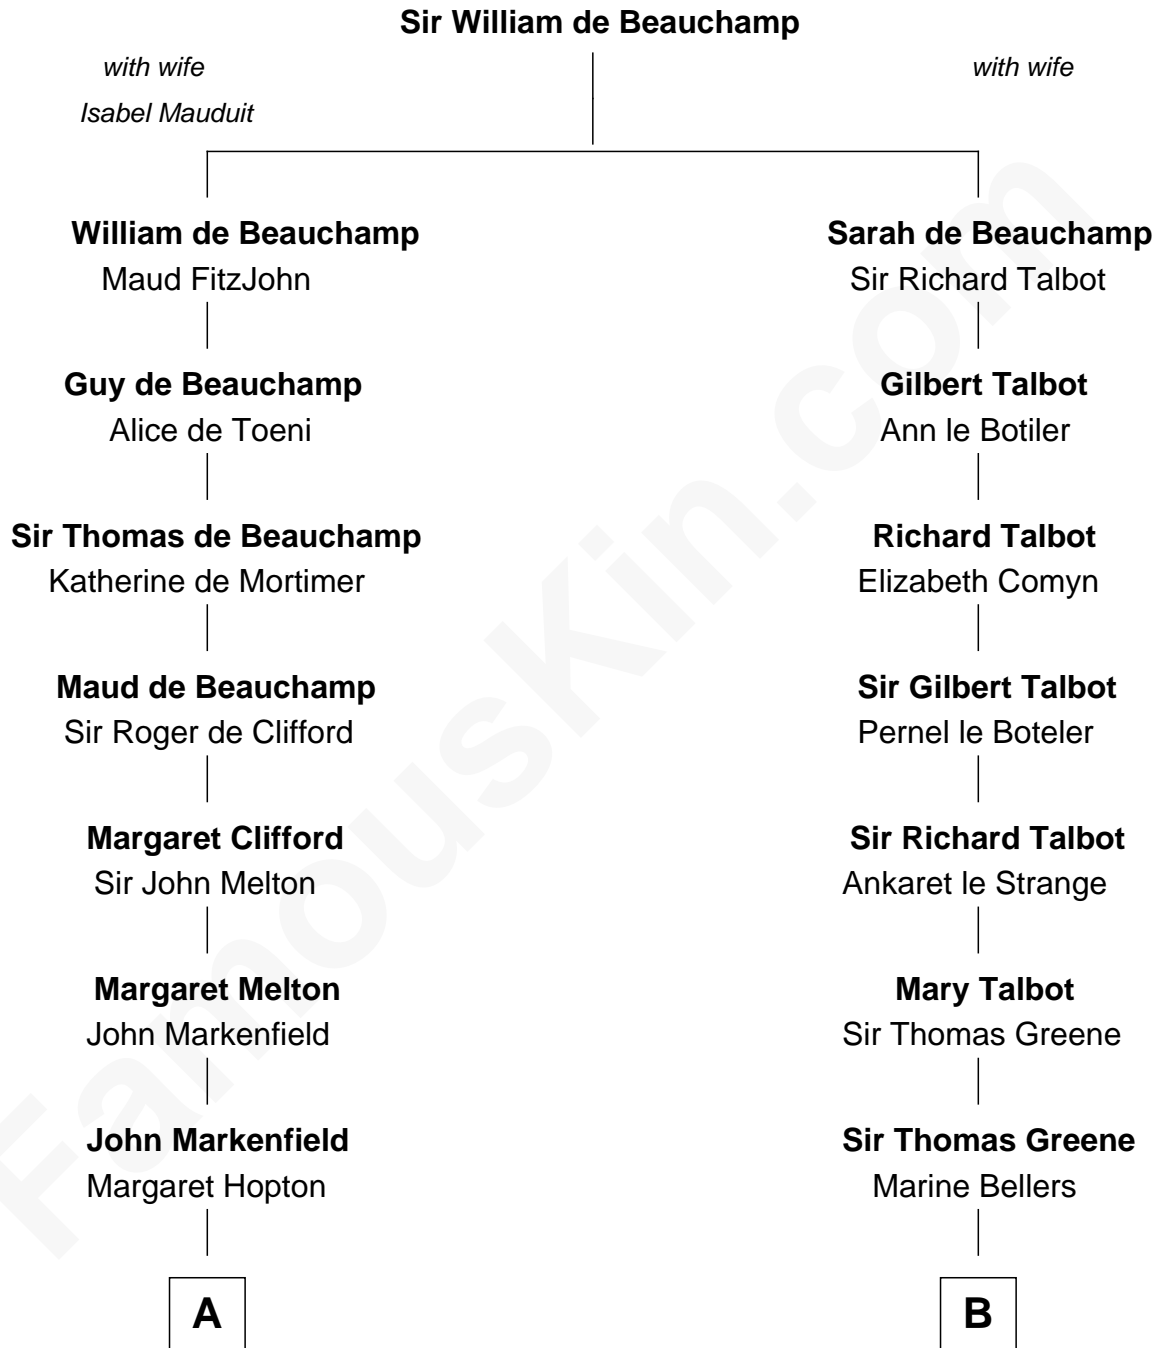 Sir William de Beauchamp
with wife
with wife
Isabel Mauduit
William de Beauchamp
Sarah de Beauchamp
Maud FitzJohn
Sir Richard Talbot
Guy de Beauchamp
Gilbert Talbot
Alice de Toeni
Ann le Botiler
Sir Thomas de Beauchamp
Richard Talbot
Katherine de Mortimer
Elizabeth Comyn
Maud de Beauchamp
Sir Gilbert Talbot
Sir Roger de Clifford
Pernel le Boteler
Margaret Clifford
Sir Richard Talbot
Sir John Melton
Ankaret le Strange
Margaret Melton
Mary Talbot
John Markenfield
Sir Thomas Greene
John Markenfield
Sir Thomas Greene
Margaret Hopton
Marine Bellers
A
B
FamousKin.com